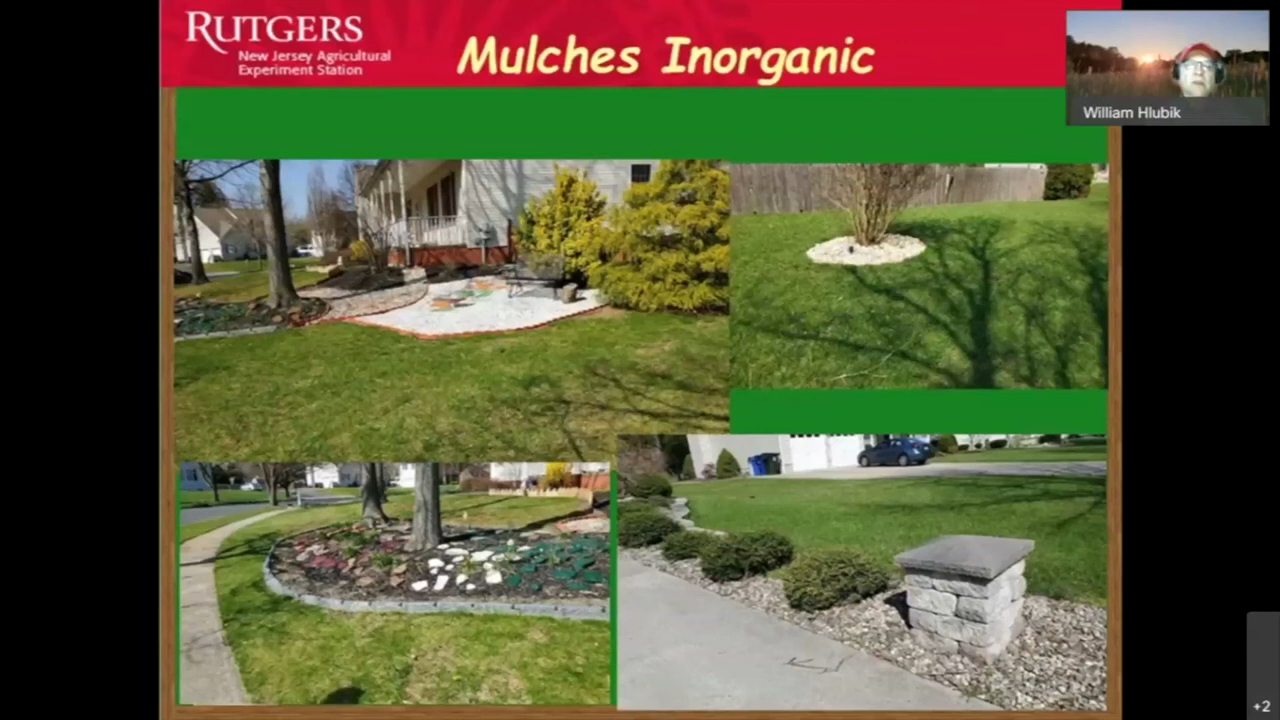 RUTGERS
New Jersey Agricultural
Experiment Station
Mulches Inorganic
William Hlubik
+2